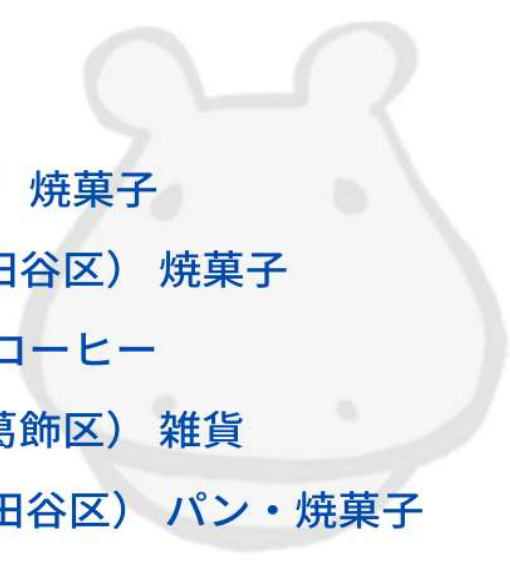 ） 焼菓子
田谷区） 焼菓子
コーヒー
葛飾区） 雑貨
田谷区） パン・焼菓子